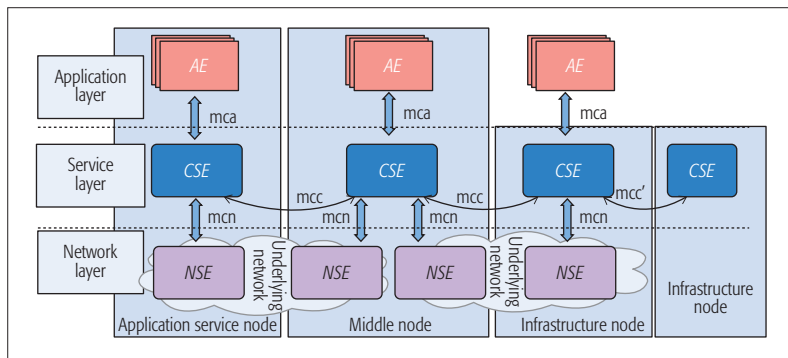 Application
layer
AE
AE
AE
mca
mca
mca
Service
layer
CSE
CSE
CSE
CSE
mcc
mcc
mcc'
mcn
mcn
mcn
mcn
Network
layer
NSE
Underlying
network
NSE
NSE
Underlying
network
NSE
Infrastructure
node
Application service node
Middle node
Infrastructure node